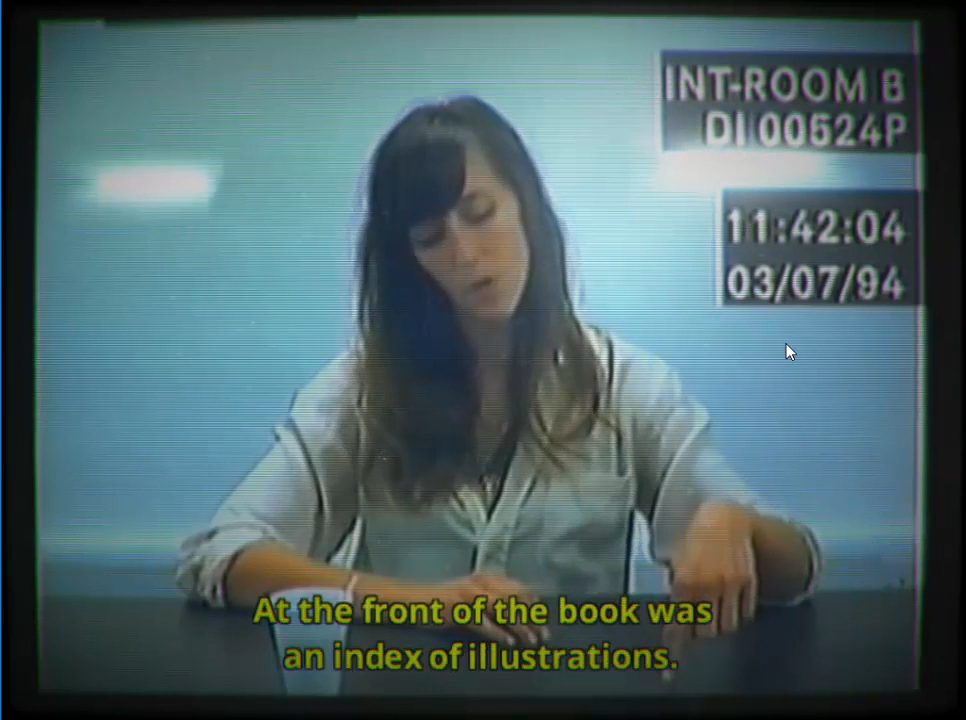 INT-ROOM B
DI 00524P
11:42:04
03/07/94
At the front of the book was
an index of illustrations.